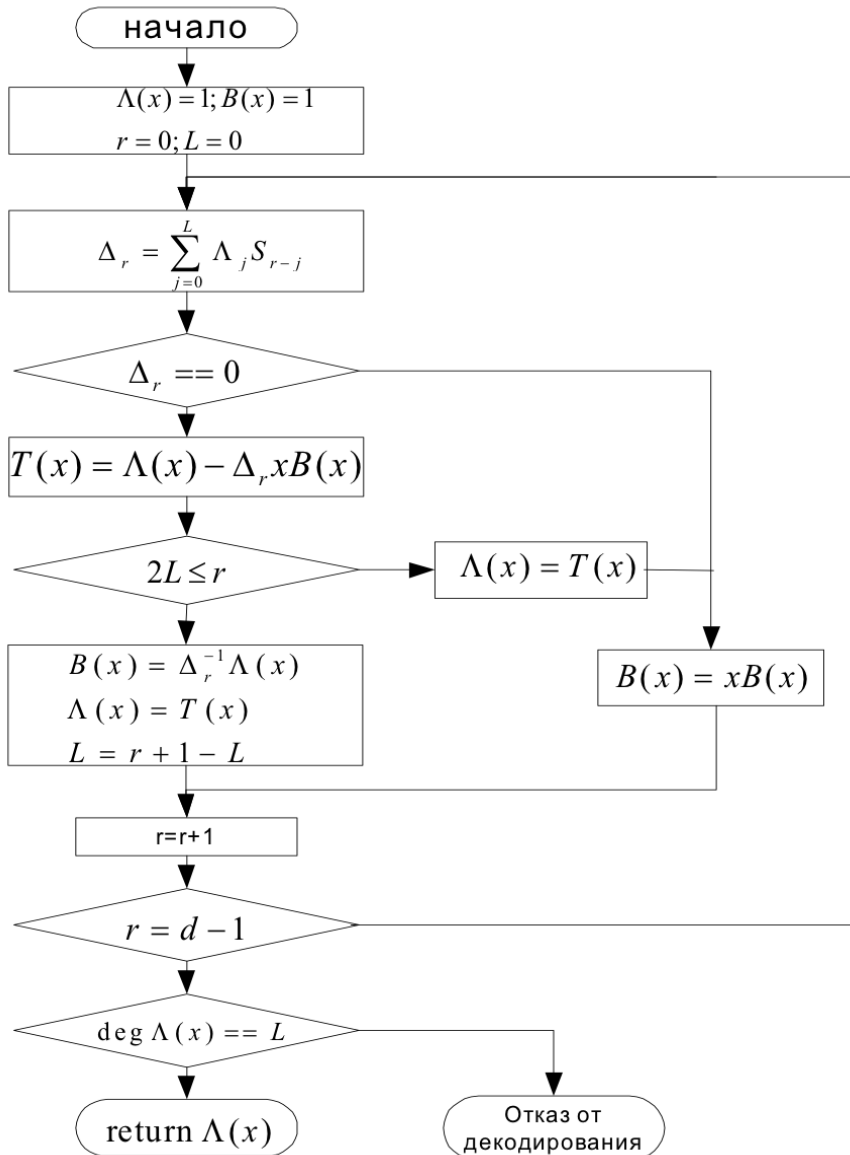 начало
Λ(x) = 1; B(x) = 1
r = 0; L = 0
Δ_r = \sum_{j=0}^{L} Λ_j S_{r-j}
Δ_r == 0
T(x) = Λ(x) − Δ_r xB(x)
2L ≤ r
Λ(x) = T(x)
B(x) = Δ_r^{-1} Λ(x)
Λ(x) = T(x)
L = r + 1 − L
B(x) = xB(x)
r=r+1
r = d − 1
deg Λ(x) == L
return Λ(x)
Отказ от
декодирования